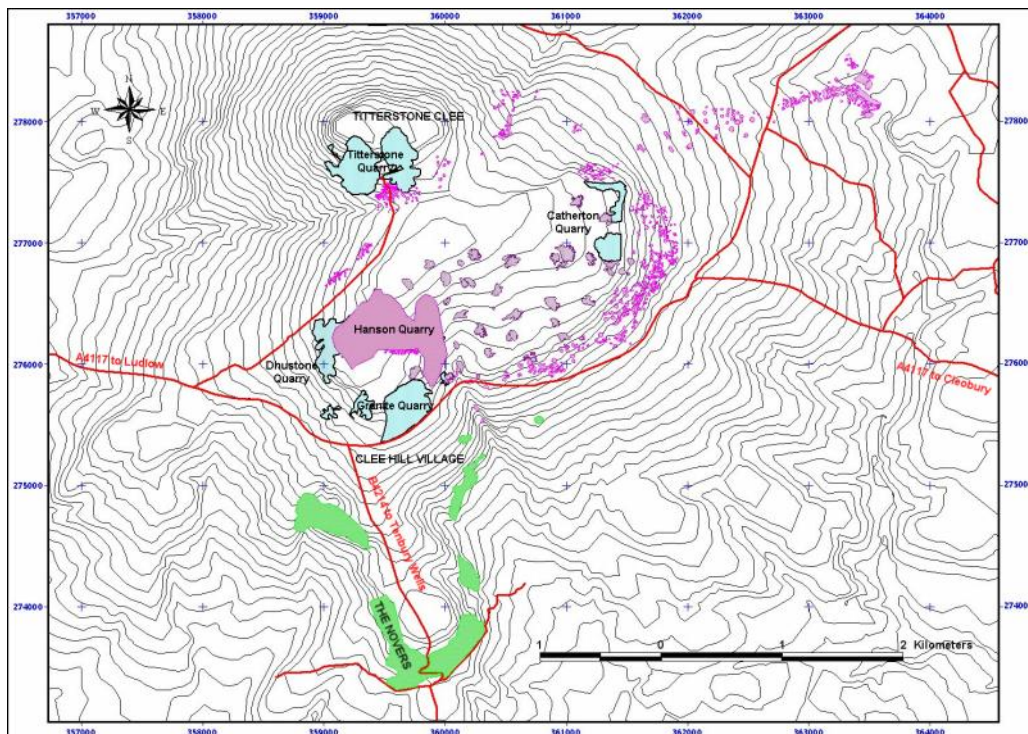 357000 358000 359000 360000 361000 362000 363000 364000
N
W E
S
278000 278000
TITTERSTONE CLEE
Titterstone
Quarry
Catherton
Quarry
277000 277000
Hanson Quarry
276000 276000
A4117 to Ludlow
Dhustone
Quarry
A4117 to Cleobury
Granite Quarry
CLEE HILL VILLAGE
275000 275000
B4214 to Tenbury Wells
274000 274000
THE NOVERS
1 0 1 2 Kilometers
357000 358000 359000 360000 361000 362000 363000 364000